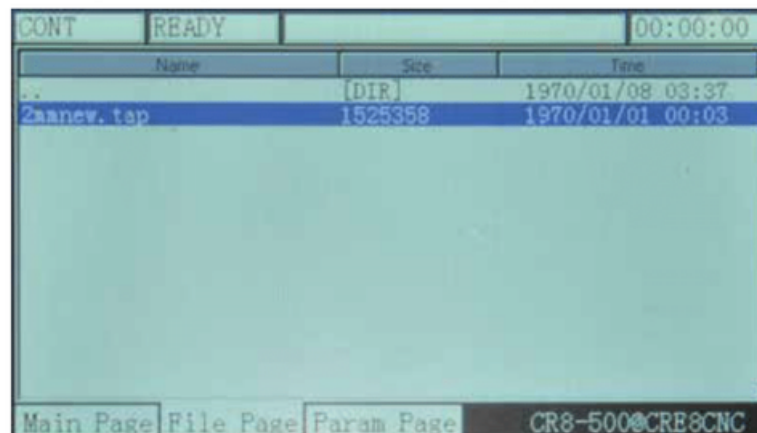 CONT READY 00:00:00
Name Size Time
.. [DIR] 1970/01/08 03:37
2mmnew.tap 1525358 1970/01/01 00:03
Main Page File Page Param Page CR8-500@CRE8CNC